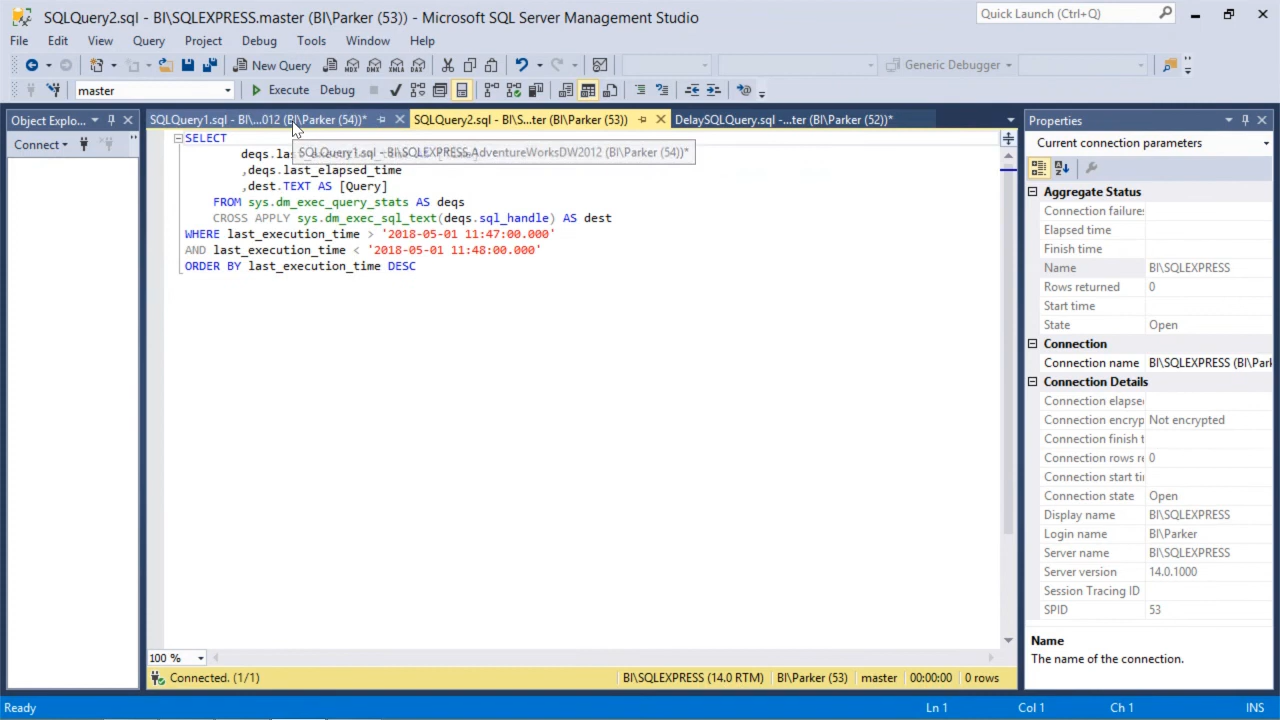 SQLQuery2.sql - BI\SQLEXPRESS.master (BI\Parker (53)) - Microsoft SQL Server Management Studio
Quick Launch (Ctrl+Q)
File Edit View Query Project Debug Tools Window Help
New Query
MDX DMX XMLA DAX
Generic Debugger
master
Execute Debug
Object Explo...
SQLQuery1.sql - BI\...012 (BI\Parker (54))*
SQLQuery2.sql - BI\S...ter (BI\Parker (53))
DelaySQLQuery.sql -...ter (BI\Parker (52))*
Properties
Connect
SQLQuery1.sql - BI\SQLEXPRESS.AdventureWorksDW2012 (BI\Parker (54))*
SELECT
deqs.las
,deqs.last_elapsed_time
,dest.TEXT AS [Query]
FROM sys.dm_exec_query_stats AS deqs
CROSS APPLY sys.dm_exec_sql_text(deqs.sql_handle) AS dest
WHERE last_execution_time > '2018-05-01 11:47:00.000'
AND last_execution_time < '2018-05-01 11:48:00.000'
ORDER BY last_execution_time DESC
100 %
Connected. (1/1)
BI\SQLEXPRESS (14.0 RTM) BI\Parker (53) master 00:00:00 0 rows
Current connection parameters
Aggregate Status
Connection failures
Elapsed time
Finish time
Name BI\SQLEXPRESS
Rows returned 0
Start time
State Open
Connection
Connection name BI\SQLEXPRESS (BI\Park
Connection Details
Connection elapsed
Connection encryp Not encrypted
Connection finish t
Connection rows re 0
Connection start tii
Connection state Open
Display name BI\SQLEXPRESS
Login name BI\Parker
Server name BI\SQLEXPRESS
Server version 14.0.1000
Session Tracing ID
SPID 53
Name
The name of the connection.
Ready
Ln 1 Col 1 Ch 1 INS